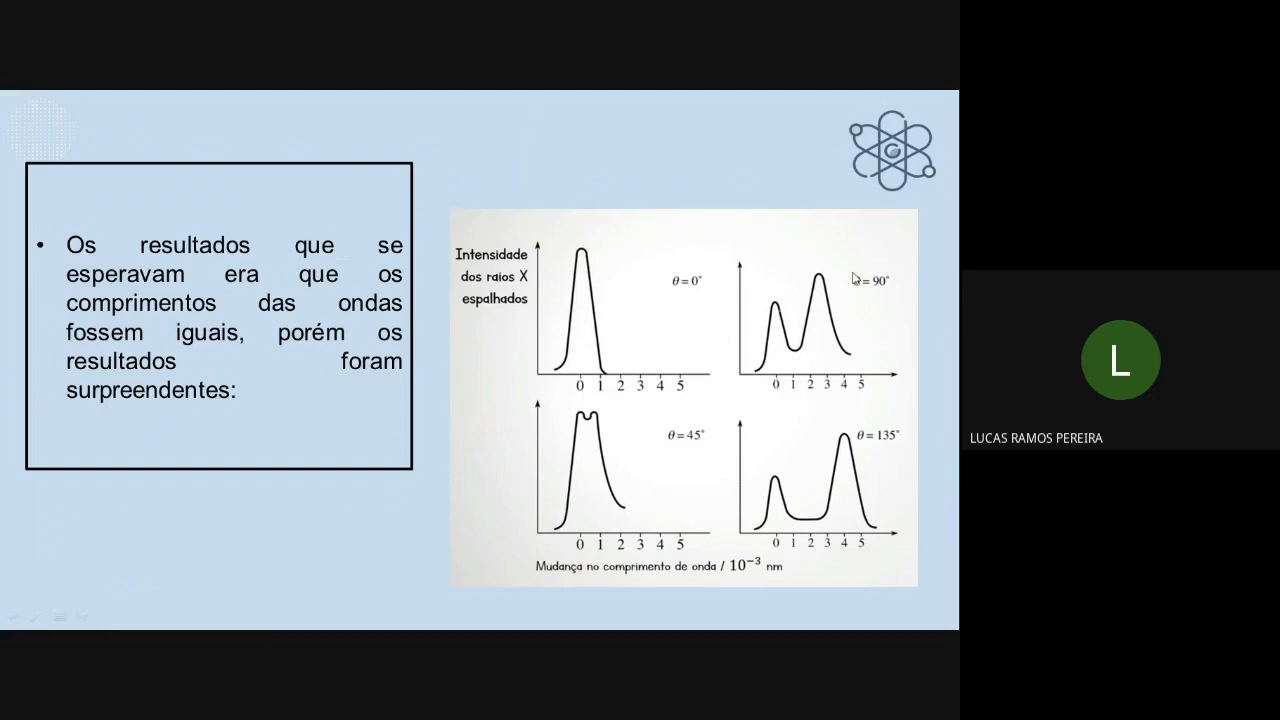 • Os resultados que se
esperavam era que os
comprimentos das ondas
fossem iguais, porém os
resultados foram
surpreendentes:
Intensidade
dos raios X
espalhados
θ = 0°
0 1 2 3 4 5
= 90°
0 1 2 3 4 5
θ = 45°
0 1 2 3 4 5
θ = 135°
0 1 2 3 4 5
Mudança no comprimento de onda / 10⁻³ nm
L
LUCAS RAMOS PEREIRA